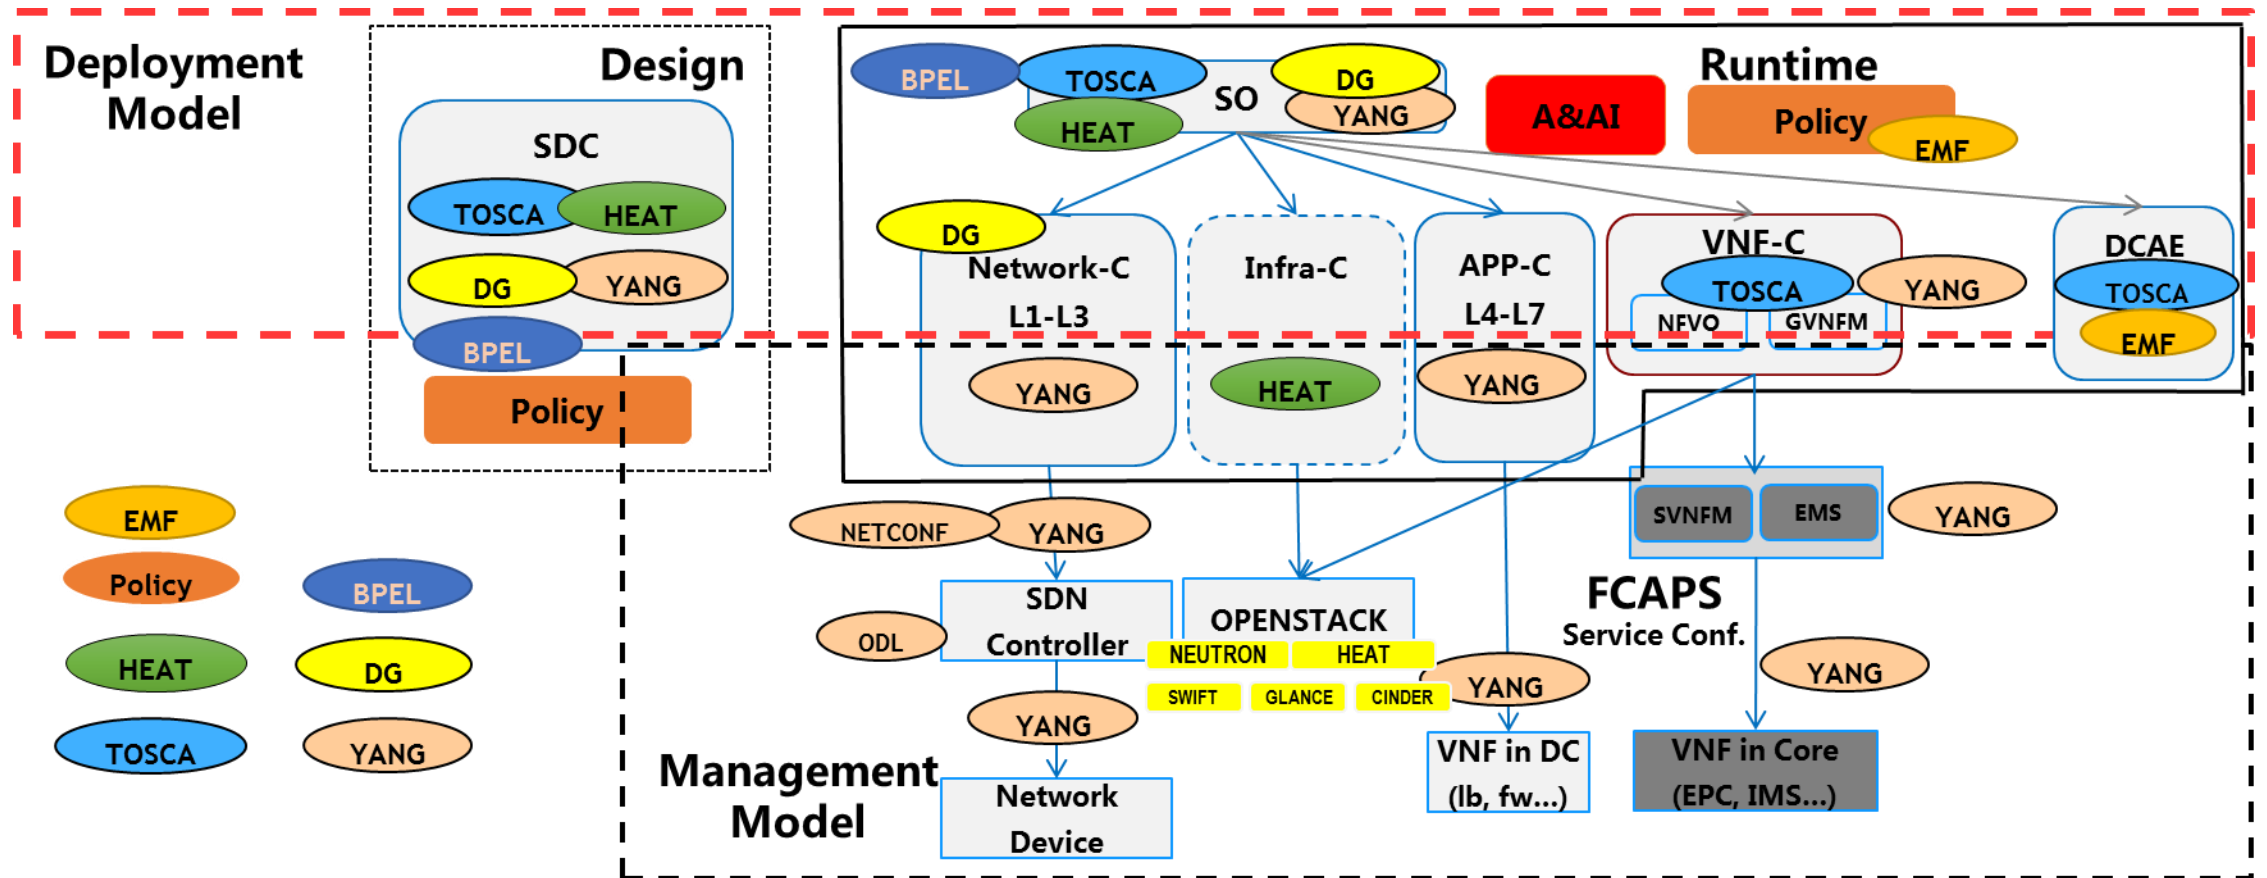 Deployment
Model
Design
SDC
TOSCA
HEAT
DG
YANG
BPEL
Policy
Runtime
BPEL
TOSCA
HEAT
SO
DG
YANG
A&AI
Policy
EMF
DG
Network-C
L1-L3
YANG
Infra-C
HEAT
APP-C
L4-L7
YANG
VNF-C
TOSCA
YANG
NFVO
GVNFM
DCAE
TOSCA
EMF
EMF
Policy
BPEL
HEAT
DG
TOSCA
YANG
NETCONF
YANG
SDN
Controller
ODL
YANG
Network
Device
OPENSTACK
NEUTRON
HEAT
SWIFT
GLANCE
CINDER
YANG
VNF in DC
(lb, fw...)
SVNFM
EMS
YANG
FCAPS
Service Conf.
YANG
VNF in Core
(EPC, IMS...)
Management
Model